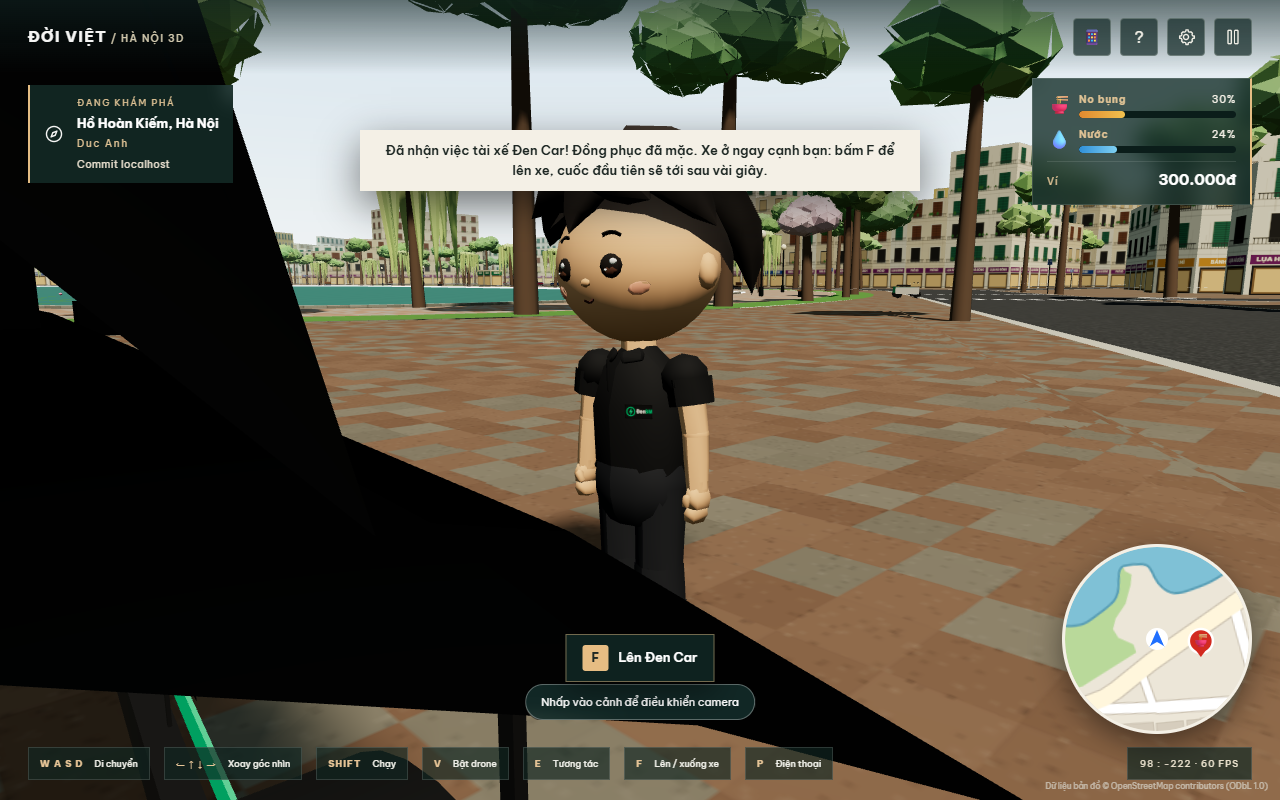 ĐỜI VIỆT / HÀ NỘI 3D
?
ĐANG KHÁM PHÁ
Hồ Hoàn Kiếm, Hà Nội
Duc Anh
Commit localhost
Đã nhận việc tài xế Đen Car! Đồng phục đã mặc. Xe ở ngay cạnh bạn: bấm F để
lên xe, cuốc đầu tiên sẽ tới sau vài giây.
No bụng 30%
Nước 24%
Ví 300.000đ
F Lên Đen Car
Nhấp vào cảnh để điều khiển camera
W A S D Di chuyển
←↑↓→ Xoay góc nhìn
SHIFT Chạy
V Bật drone
E Tương tác
F Lên / xuống xe
P Điện thoại
98 : -222 · 60 FPS
Dữ liệu bản đồ © OpenStreetMap contributors (ODbL 1.0)